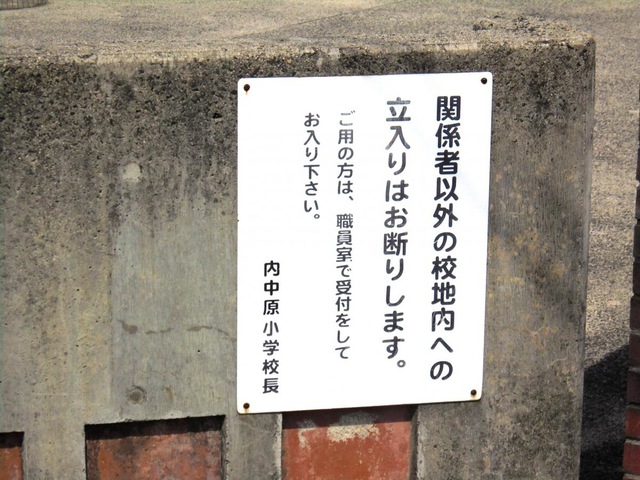 関係者以外の校地内への
立入りはお断りします。
ご用の方は、職員室で受付をして
お入り下さい。
内中原小学校長